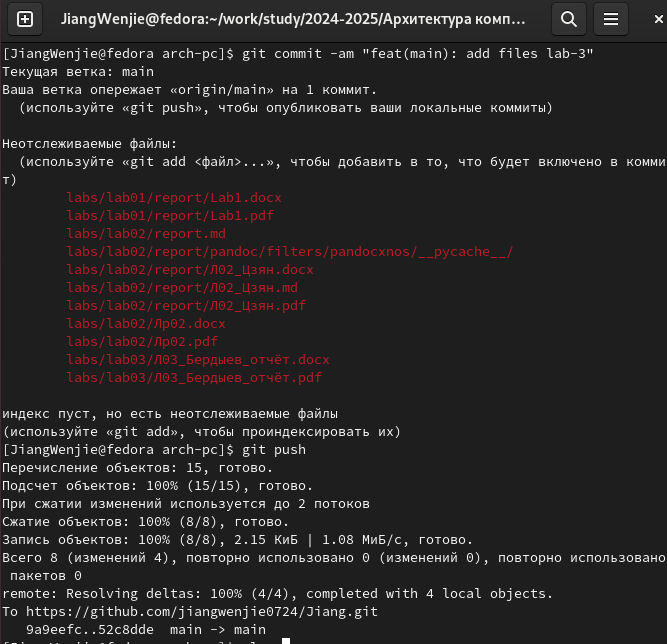 JiangWenjie@fedora:~/work/study/2024-2025/Архитектура комп...
[JiangWenjie@fedora arch-pc]$ git commit -am "feat(main): add files lab-3"
Текущая ветка: main
Ваша ветка опережает «origin/main» на 1 коммит.
(используйте «git push», чтобы опубликовать ваши локальные коммиты)
Неотслеживаемые файлы:
(используйте «git add <файл>...», чтобы добавить в то, что будет включено в комми
т)
labs/lab01/report/Lab1.docx
labs/lab01/report/Lab1.pdf
labs/lab02/report.md
labs/lab02/report/pandoc/filters/pandocxnos/__pycache__/
labs/lab02/report/Л02_Цзян.docx
labs/lab02/report/Л02_Цзян.md
labs/lab02/report/Л02_Цзян.pdf
labs/lab02/Лр02.docx
labs/lab02/Лр02.pdf
labs/lab03/Л03_Бердыев_отчёт.docx
labs/lab03/Л03_Бердыев_отчёт.pdf
индекс пуст, но есть неотслеживаемые файлы
(используйте «git add», чтобы проиндексировать их)
[JiangWenjie@fedora arch-pc]$ git push
Перечисление объектов: 15, готово.
Подсчет объектов: 100% (15/15), готово.
При сжатии изменений используется до 2 потоков
Сжатие объектов: 100% (8/8), готово.
Запись объектов: 100% (8/8), 2.15 КиБ | 1.08 МиБ/с, готово.
Всего 8 (изменений 4), повторно использовано 0 (изменений 0), повторно использовано
пакетов 0
remote: Resolving deltas: 100% (4/4), completed with 4 local objects.
To https://github.com/jiangwenjie0724/Jiang.git
9a9eefc..52c8dde main -> main